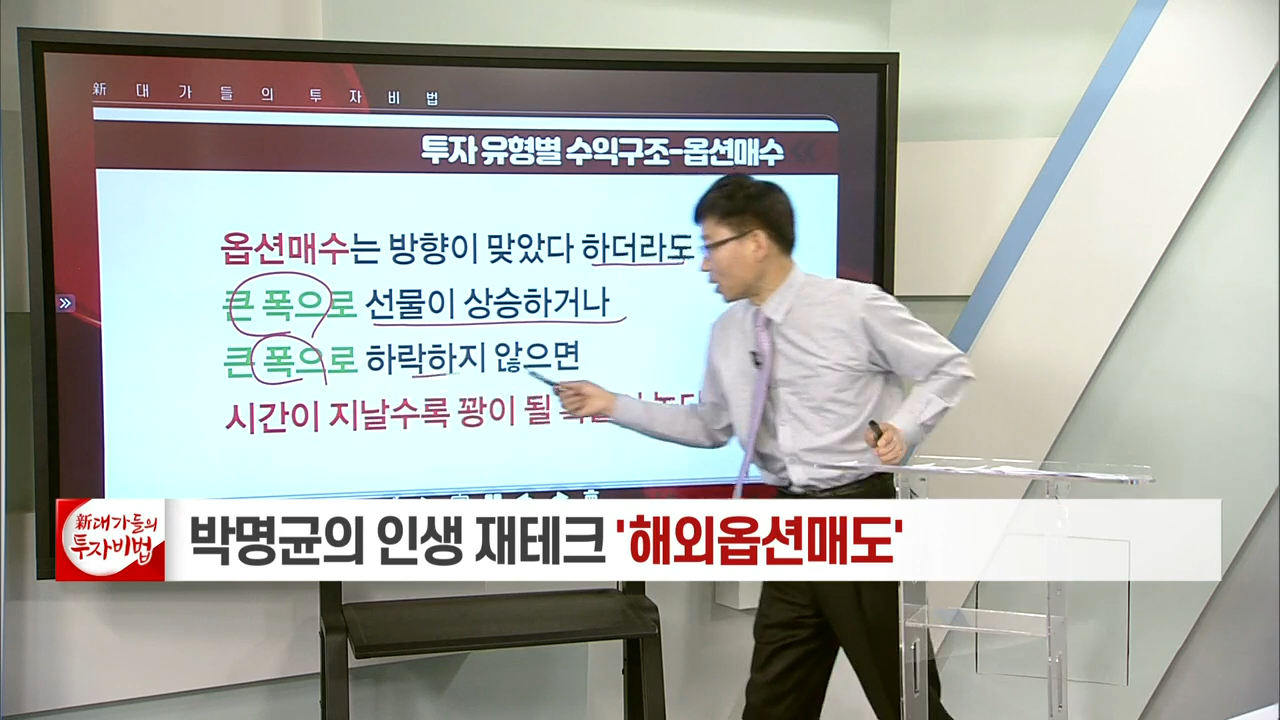 新 대 가 들 의 투 자 비 법
투자 유형별 수익구조-옵션매수
옵션매수는 방향이 맞았다 하더라도
큰 폭으로 선물이 상승하거나
큰 폭으로 하락하지 않으면
시간이 지날수록 꽝이 될
新대가들의
투자비법
박명균의 인생 재테크 '해외옵션매도'